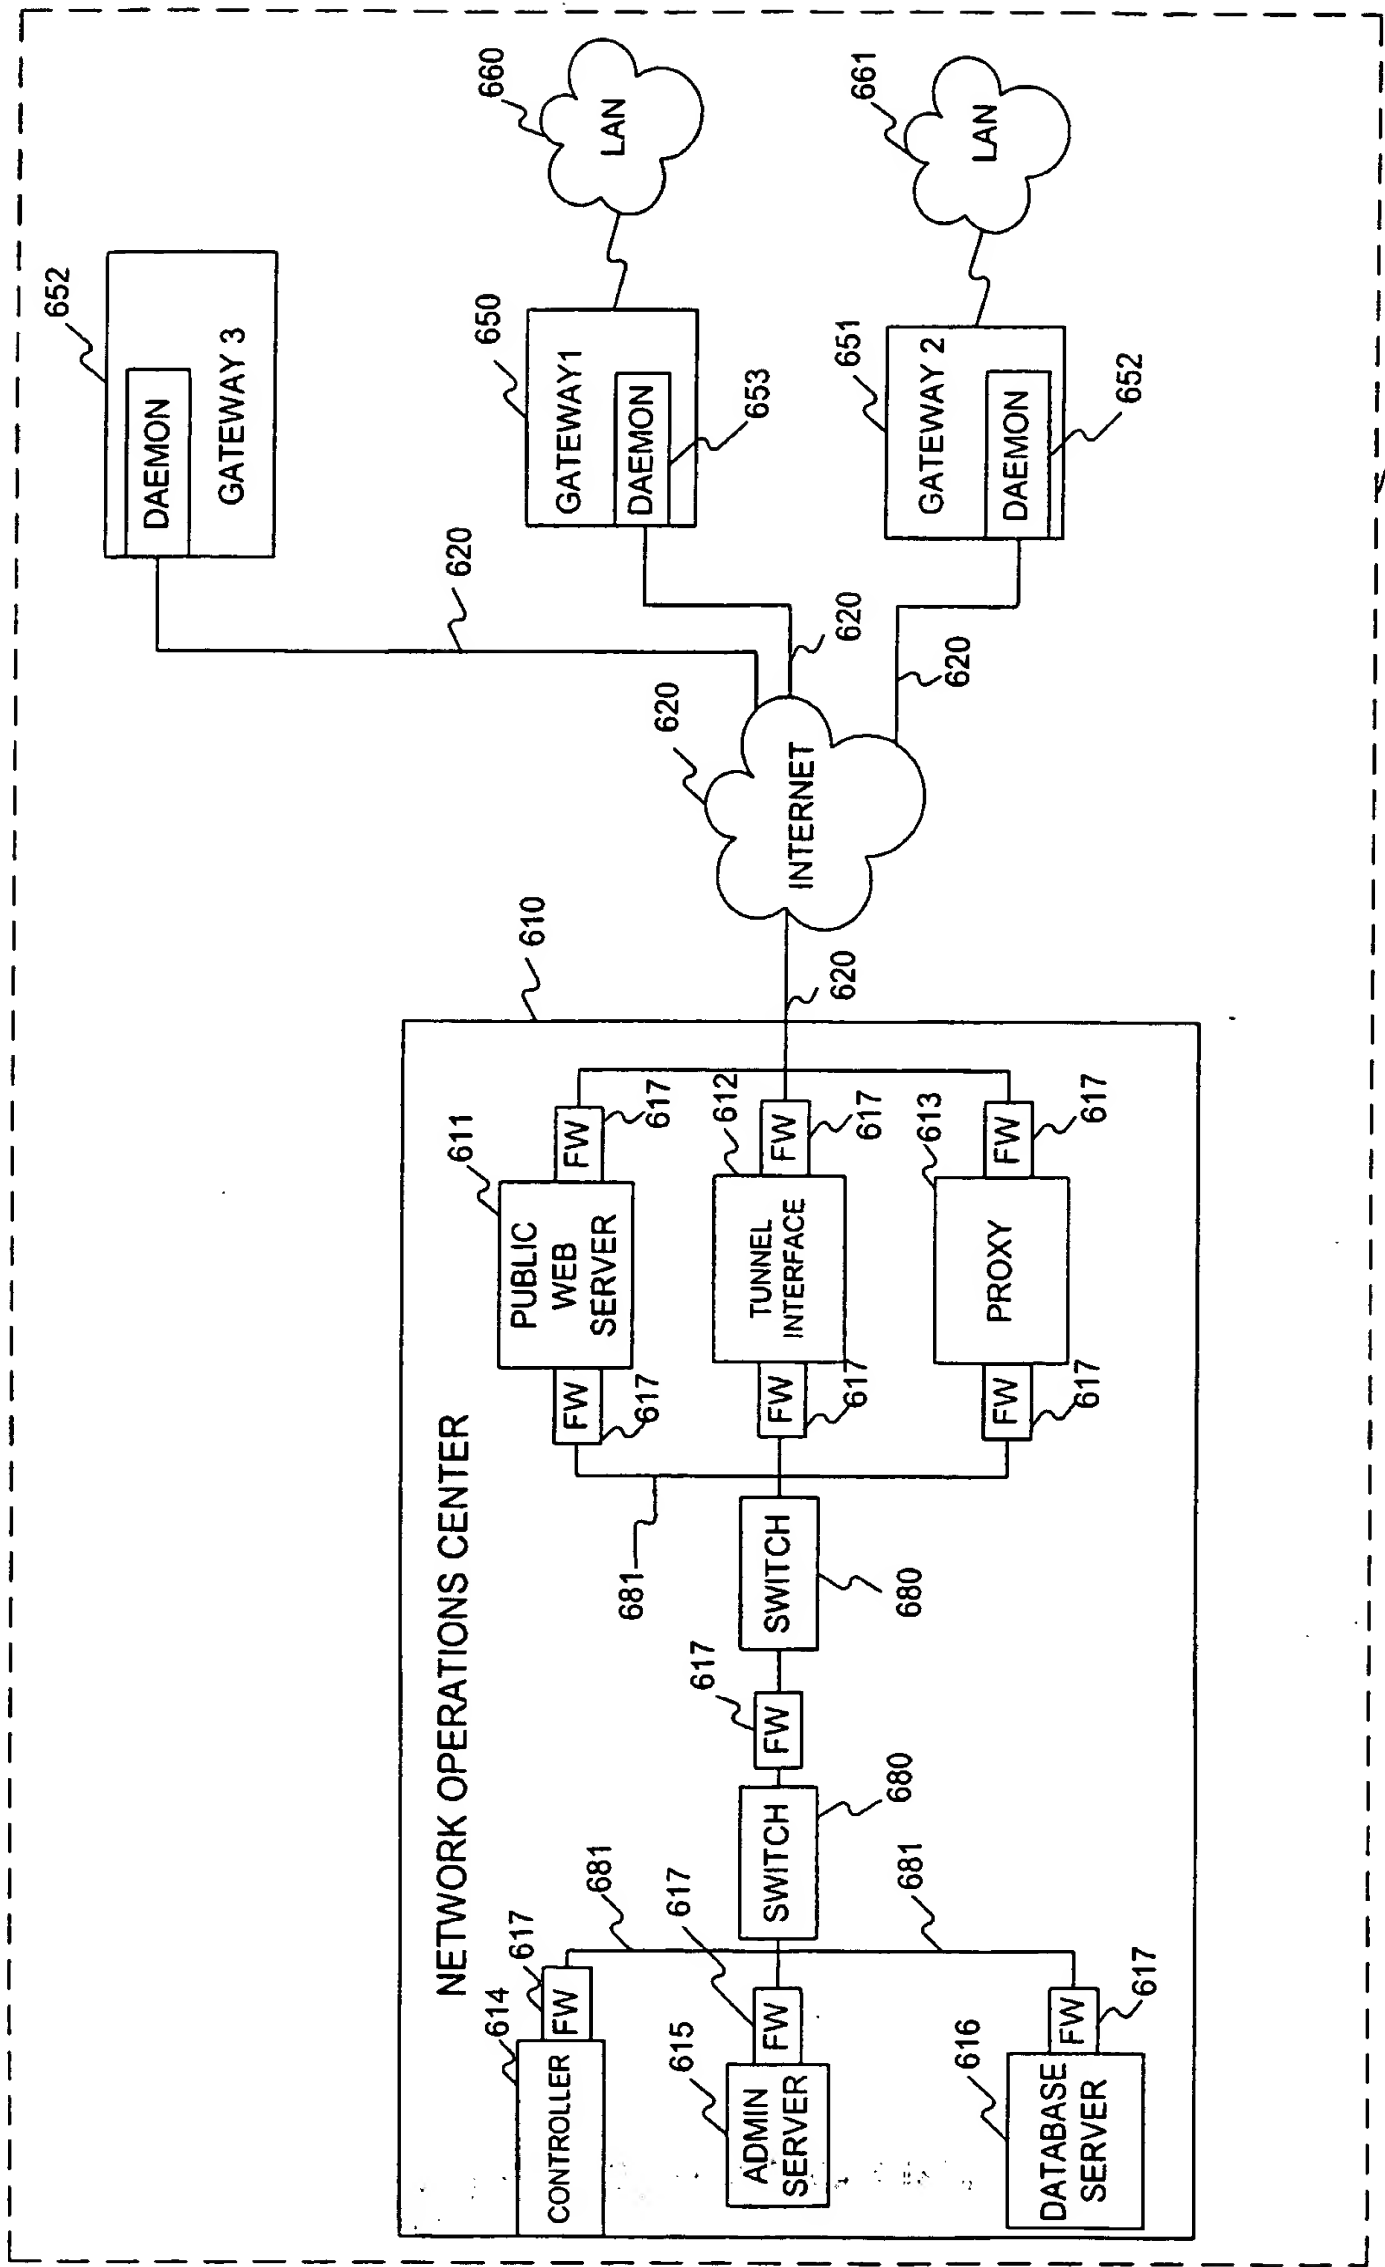 NETWORK OPERATIONS CENTER
610
614
CONTROLLER
FW
617
681
615
ADMIN
SERVER
FW
617
616
DATABASE
SERVER
FW
617
681
SWITCH
680
FW
617
SWITCH
680
681
611
PUBLIC
WEB
SERVER
FW
617
FW
617
612
TUNNEL
INTERFACE
FW
617
FW
617
613
PROXY
FW
617
FW
617
620
INTERNET
620
620
620
620
652
DAEMON
GATEWAY 3
650
GATEWAY1
DAEMON
653
660
LAN
651
GATEWAY 2
DAEMON
652
661
LAN